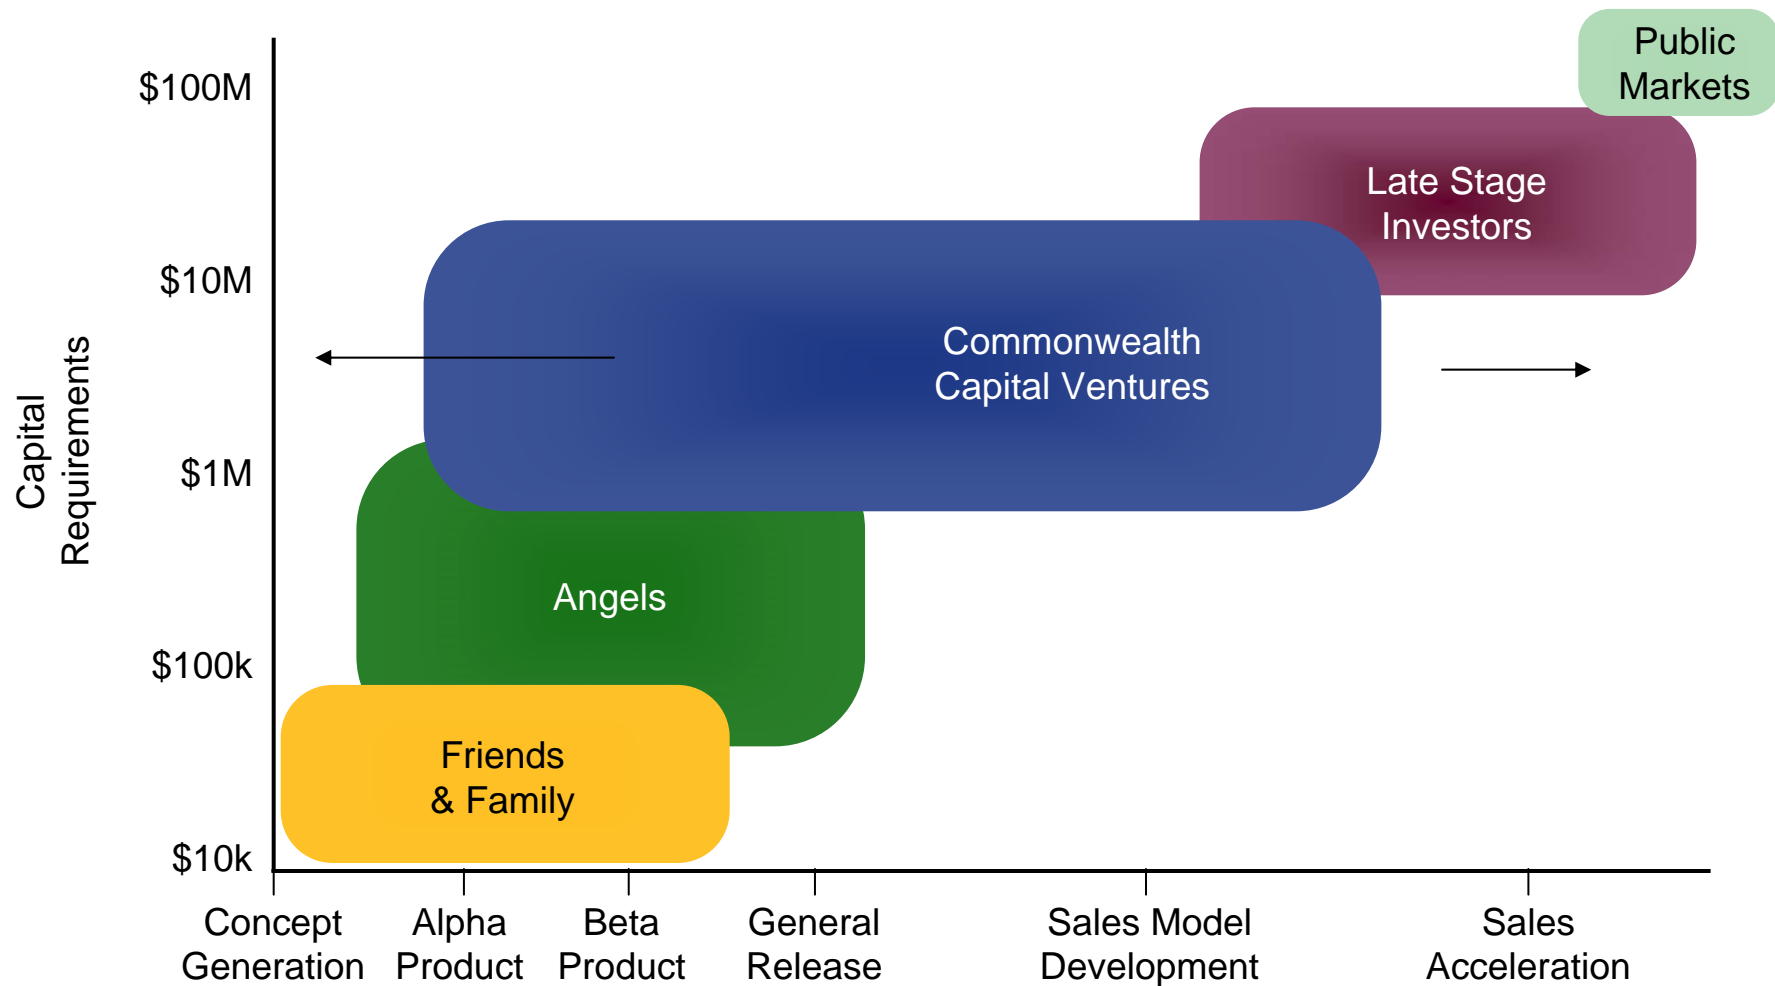 Public
Markets
$100M
Late Stage
Investors
$10M
Commonwealth
Capital Ventures
Capital
Requirements
$1M
Angels
$100k
Friends
& Family
$10k
Concept
Generation
Alpha
Product
Beta
Product
General
Release
Sales Model
Development
Sales
Acceleration